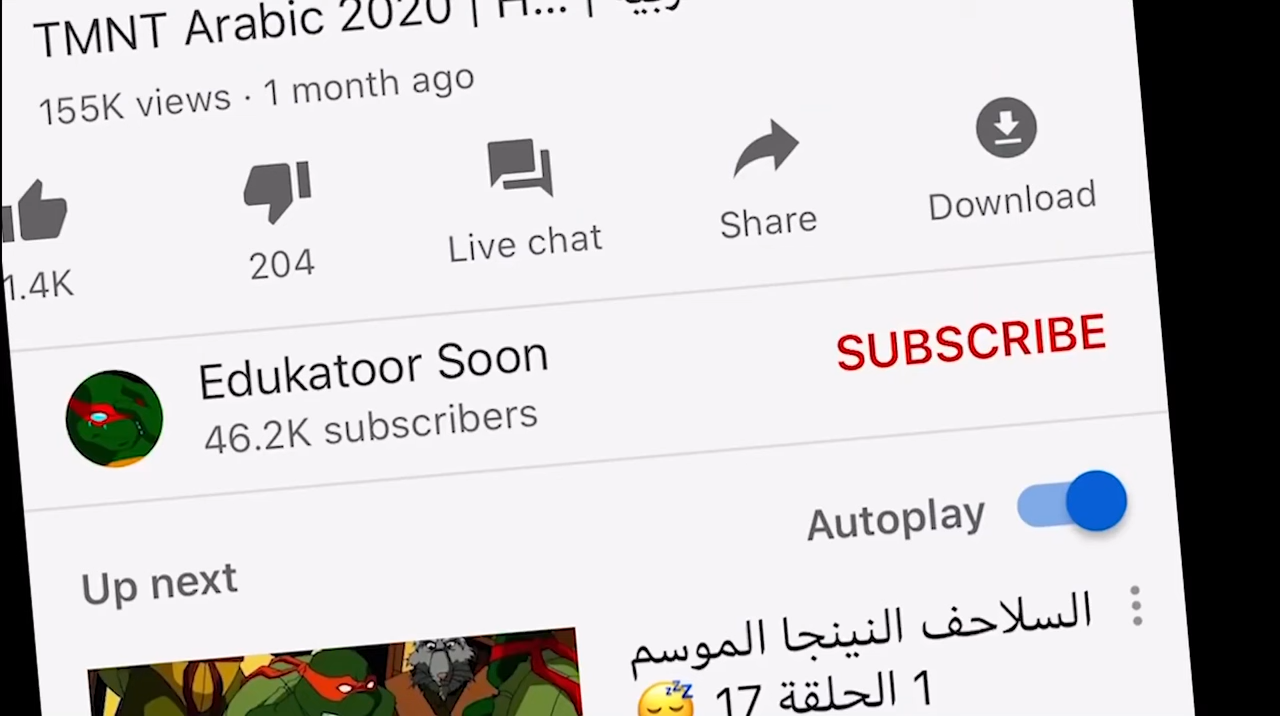 TMNT Arabic 2020 | H... |
155K views · 1 month ago
1.4K
204
Live chat
Share
Download
Edukatoor Soon
46.2K subscribers
SUBSCRIBE
Autoplay
Up next
السلاحف النينجا الموسم
1 الحلقة 17 😴